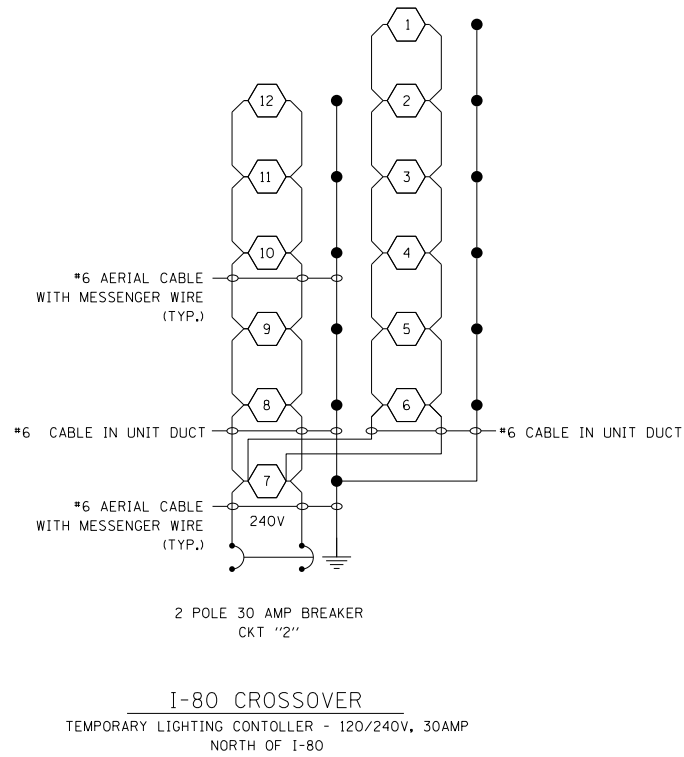 1
12
2
11
3
10
4
#6 AERIAL CABLE
WITH MESSENGER WIRE
(TYP.)
9
5
8
6
#6 CABLE IN UNIT DUCT
#6 CABLE IN UNIT DUCT
7
#6 AERIAL CABLE
WITH MESSENGER WIRE
(TYP.)
240V
2 POLE 30 AMP BREAKER
CKT "2"
I-80 CROSSOVER
TEMPORARY LIGHTING CONTOLLER - 120/240V, 30AMP
NORTH OF I-80